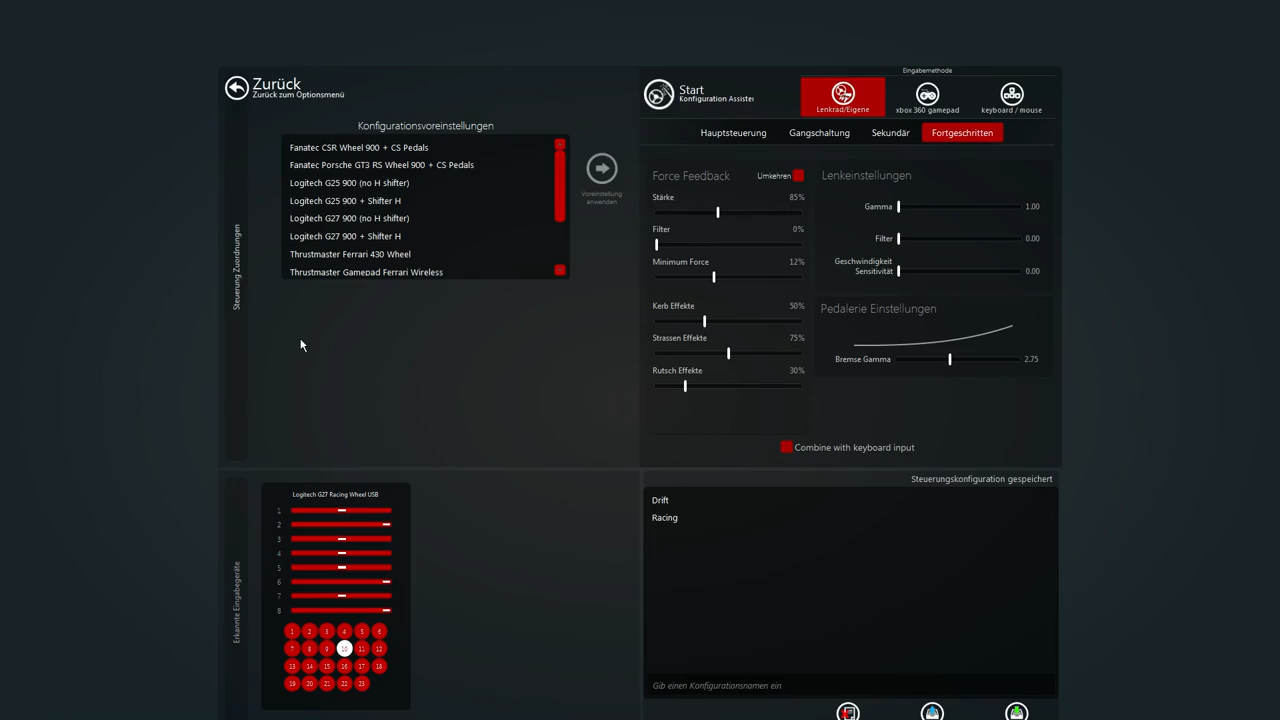 Zurück
Zurück zum Optionsmenü
Konfigurationsvoreinstellungen
Fanatec CSR Wheel 900 + CS Pedals
Fanatec Porsche GT3 RS Wheel 900 + CS Pedals
Logitech G25 900 (no H shifter)
Logitech G25 900 + Shifter H
Logitech G27 900 (no H shifter)
Logitech G27 900 + Shifter H
Thrustmaster Ferrari 430 Wheel
Thrustmaster Gamepad Ferrari Wireless
Voreinstellung
anwenden
Steuerung Zuordnungen
Start
Konfiguration Assister
Eingabemethode
Lenkrad/Eigene
xbox 360 gamepad
keyboard / mouse
Hauptsteuerung
Gangschaltung
Sekundär
Fortgeschritten
Force Feedback
Umkehren
Stärke 85%
Filter 0%
Minimum Force 12%
Kerb Effekte 50%
Strassen Effekte 75%
Rutsch Effekte 30%
Lenkeinstellungen
Gamma 1.00
Filter 0.00
Geschwindigkeit
Sensitivität 0.00
Pedalerie Einstellungen
Bremse Gamma 2.75
Combine with keyboard input
Erkannte Eingabegeräte
Logitech G27 Racing Wheel USB
1
2
3
4
5
6
7
8
1 2 3 4 5 6
7 8 9 10 11 12
13 14 15 16 17 18
19 20 21 22 23
Steuerungskonfiguration gespeichert
Drift
Racing
Gib einen Konfigurationsnamen ein